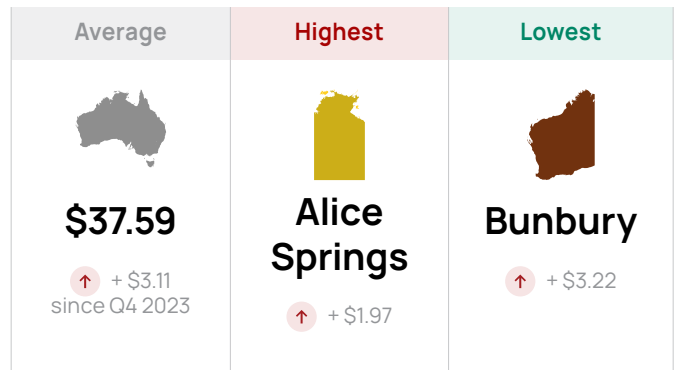 Average
Highest
Lowest
$37.59
↑ + $3.11
since Q4 2023
Alice
Springs
↑ + $1.97
Bunbury
↑ + $3.22